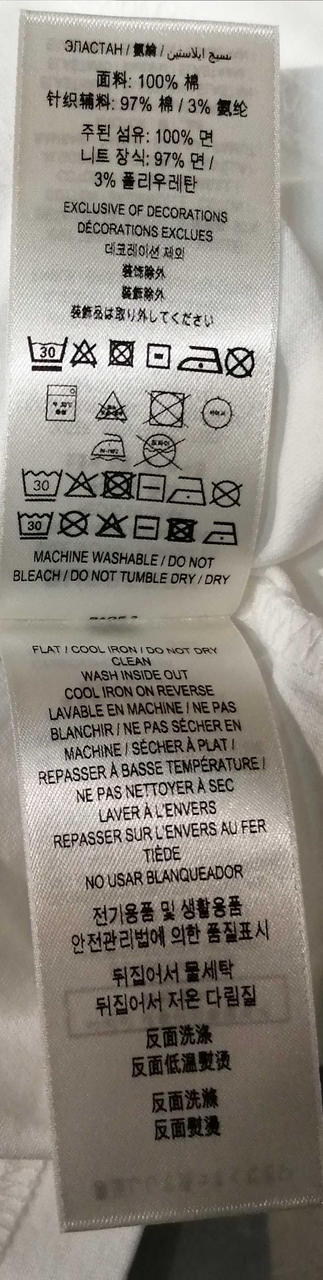 ЭЛАСТАН / 氨綸 / نسيج ايلاستين
面料: 100% 棉
针织辅料: 97% 棉 / 3% 氨纶
주된 섬유: 100% 면
니트 장식: 97% 면 /
3% 폴리우레탄
EXCLUSIVE OF DECORATIONS
DÉCORATIONS EXCLUES
데코레이션 제외
装饰除外
裝飾除外
装飾品は取り外してください
30
30
30
MACHINE WASHABLE / DO NOT
BLEACH / DO NOT TUMBLE DRY / DRY
FLAT / COOL IRON / DO NOT DRY
CLEAN
WASH INSIDE OUT
COOL IRON ON REVERSE
LAVABLE EN MACHINE / NE PAS
BLANCHIR / NE PAS SÉCHER EN
MACHINE / SÉCHER À PLAT /
REPASSER À BASSE TEMPÉRATURE /
NE PAS NETTOYER À SEC
LAVER À L'ENVERS
REPASSER SUR L'ENVERS AU FER
TIÈDE
NO USAR BLANQUEADOR
전기용품 및 생활용품
안전관리법에 의한 품질표시
뒤집어서 물세탁
뒤집어서 저온 다림질
反面洗涤
反面低温熨烫
反面洗滌
反面熨燙